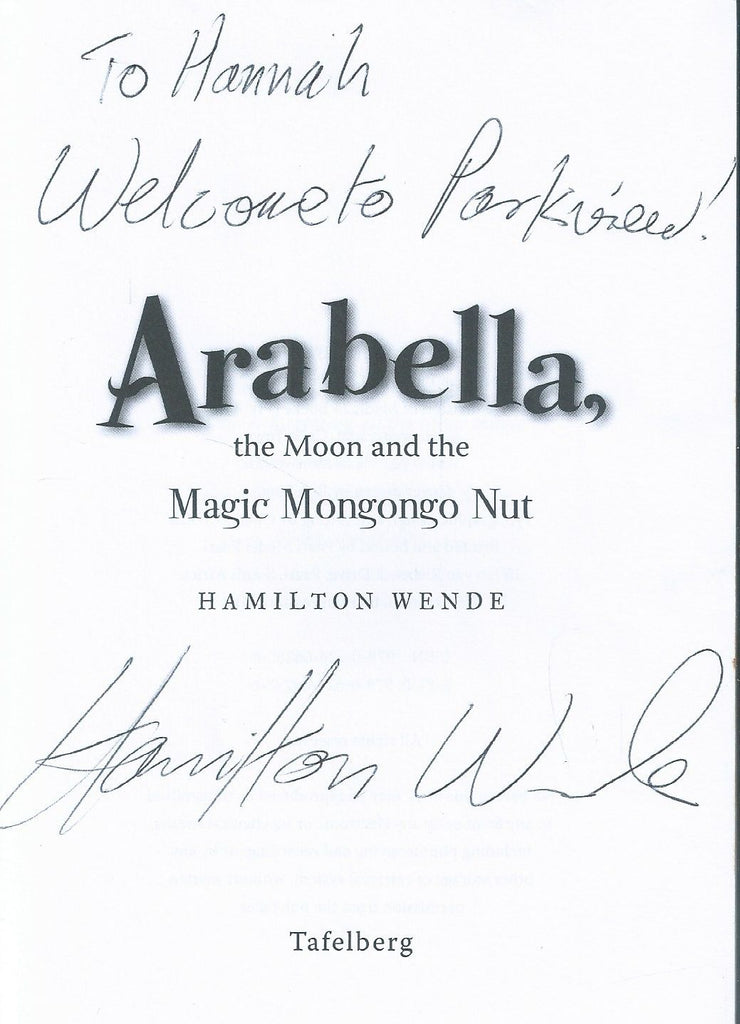 To Hannah
Welcome to Parkview!
Arabella,
the Moon and the
Magic Mongongo Nut
HAMILTON WENDE
Hamilton Wende
Tafelberg